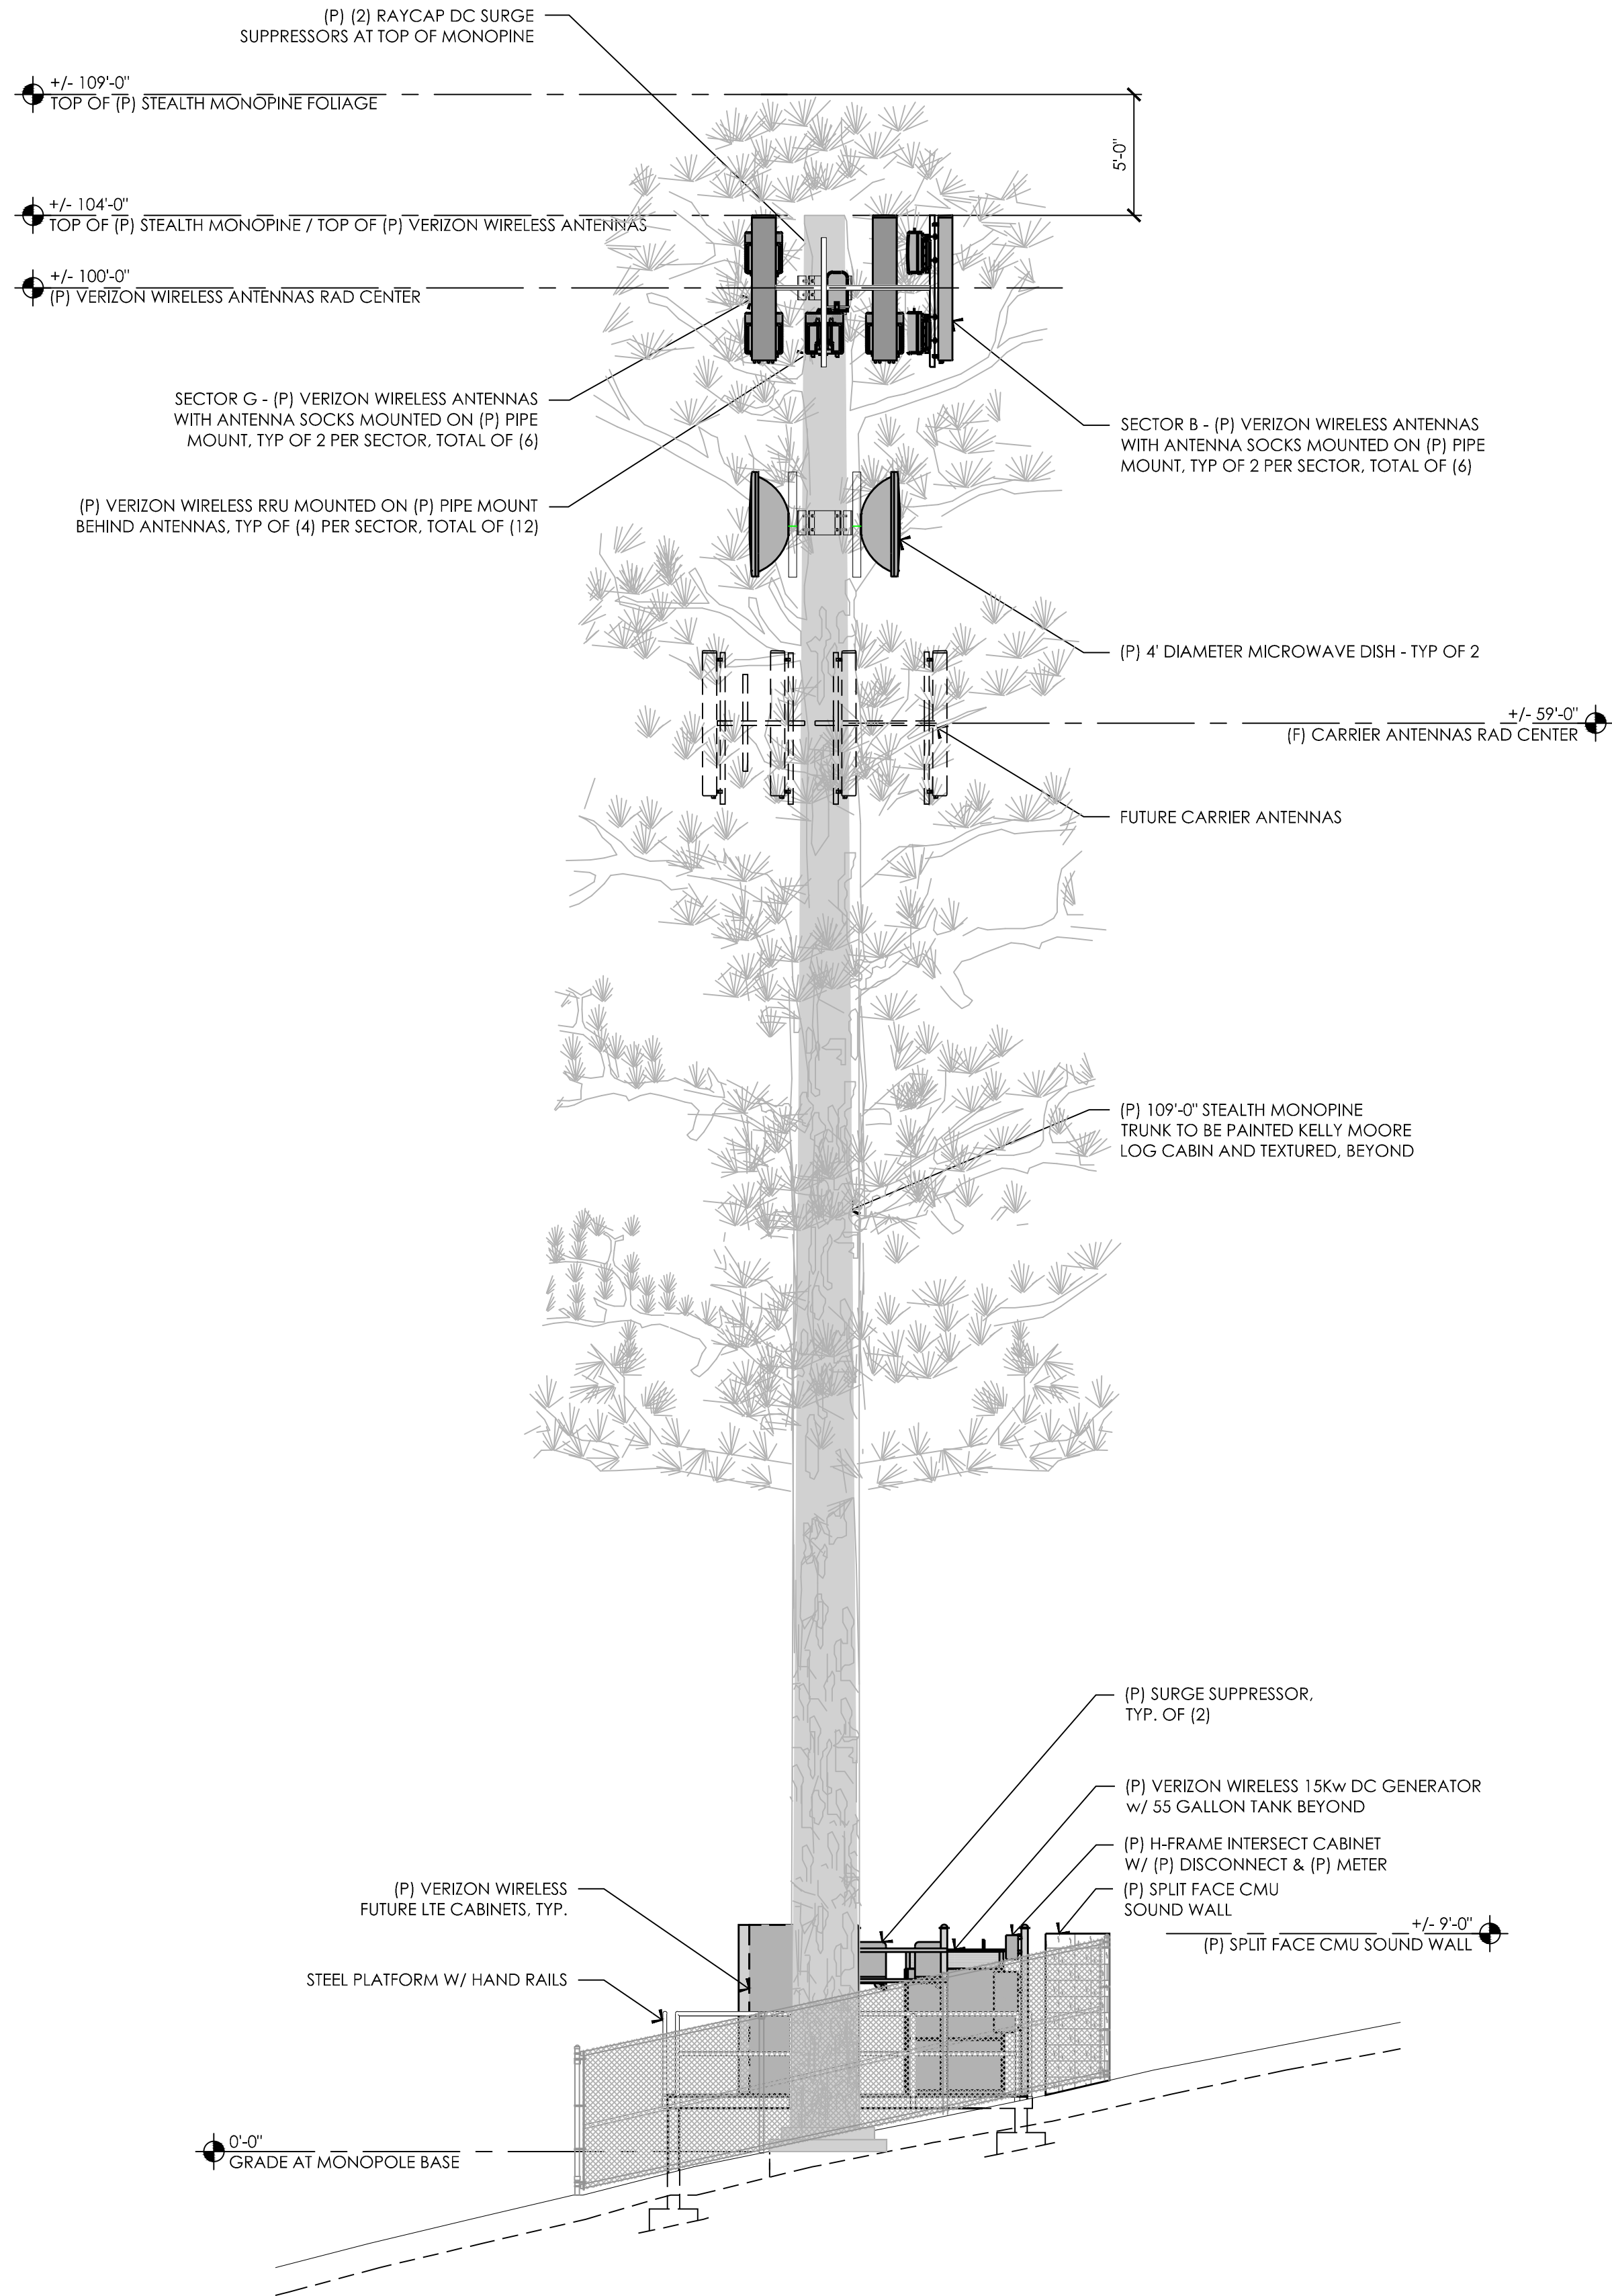 (P) (2) RAYCAP DC SURGE
SUPPRESSORS AT TOP OF MONOPINE
+/- 109'-0"
TOP OF (P) STEALTH MONOPINE FOLIAGE
5'-0"
+/- 104'-0"
TOP OF (P) STEALTH MONOPINE / TOP OF (P) VERIZON WIRELESS ANTENNAS
+/- 100'-0"
(P) VERIZON WIRELESS ANTENNAS RAD CENTER
SECTOR G - (P) VERIZON WIRELESS ANTENNAS
WITH ANTENNA SOCKS MOUNTED ON (P) PIPE
MOUNT, TYP OF 2 PER SECTOR, TOTAL OF (6)
SECTOR B - (P) VERIZON WIRELESS ANTENNAS
WITH ANTENNA SOCKS MOUNTED ON (P) PIPE
MOUNT, TYP OF 2 PER SECTOR, TOTAL OF (6)
(P) VERIZON WIRELESS RRU MOUNTED ON (P) PIPE MOUNT
BEHIND ANTENNAS, TYP OF (4) PER SECTOR, TOTAL OF (12)
(P) 4' DIAMETER MICROWAVE DISH - TYP OF 2
+/- 59'-0"
(F) CARRIER ANTENNAS RAD CENTER
FUTURE CARRIER ANTENNAS
(P) 109'-0" STEALTH MONOPINE
TRUNK TO BE PAINTED KELLY MOORE
LOG CABIN AND TEXTURED, BEYOND
(P) SURGE SUPPRESSOR,
TYP. OF (2)
(P) VERIZON WIRELESS 15Kw DC GENERATOR
w/ 55 GALLON TANK BEYOND
(P) H-FRAME INTERSECT CABINET
W/ (P) DISCONNECT & (P) METER
(P) SPLIT FACE CMU
SOUND WALL
(P) VERIZON WIRELESS
FUTURE LTE CABINETS, TYP.
+/- 9'-0"
(P) SPLIT FACE CMU SOUND WALL
STEEL PLATFORM W/ HAND RAILS
0'-0"
GRADE AT MONOPOLE BASE